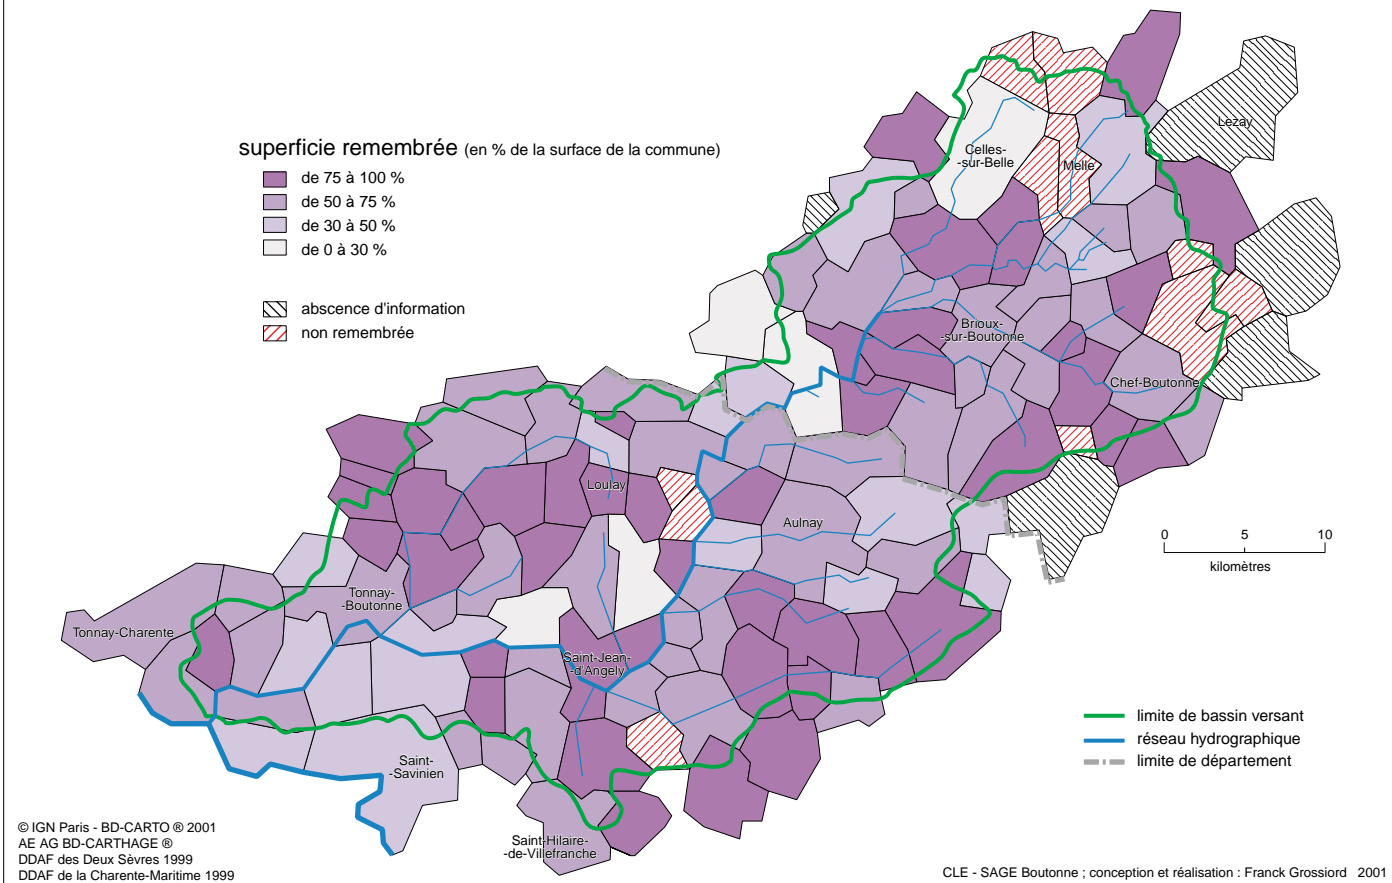 superficie remembrée (en % de la surface de la commune)
de 75 à 100 %
de 50 à 75 %
de 30 à 50 %
de 0 à 30 %
abscence d'information
non remembrée
Lezay
Celles-
-sur-Belle
Melle
Brioux-
-sur-Boutonne
Chef-Boutonne
Loulay
Aulnay
0 5 10
kilomètres
Tonnay-
-Boutonne
Tonnay-Charente
Saint-Jean-
-d'Angely
Saint-
-Savinien
Saint-Hilaire-
-de-Villefranche
limite de bassin versant
réseau hydrographique
limite de département
© IGN Paris - BD-CARTO ® 2001
AE AG BD-CARTHAGE ®
DDAF des Deux Sèvres 1999
DDAF de la Charente-Maritime 1999
CLE - SAGE Boutonne ; conception et réalisation : Franck Grossiord 2001